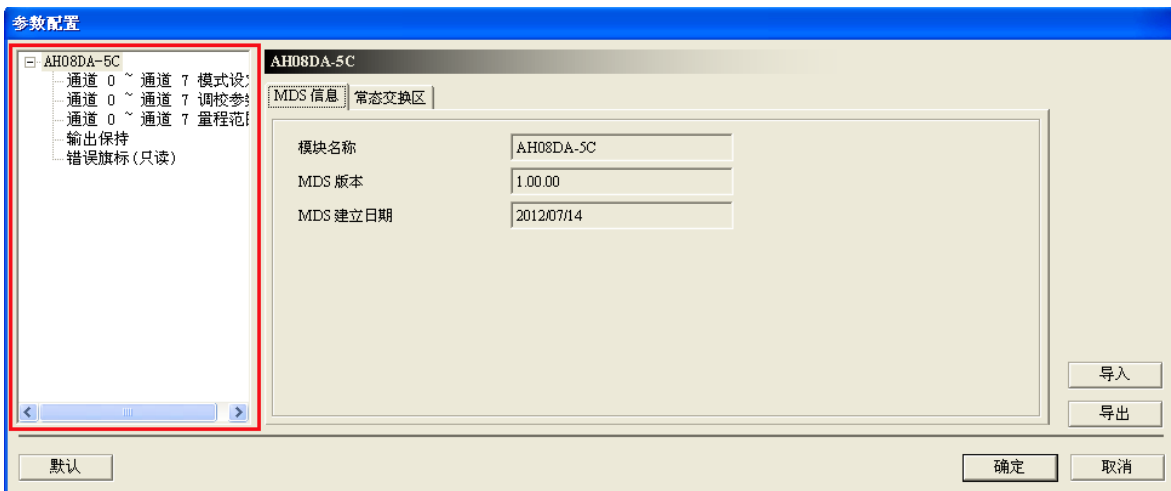 参数配置
AH08DA-5C
通道 0 ~ 通道 7 模式设
通道 0 ~ 通道 7 调校参
通道 0 ~ 通道 7 量程范
输出保持
错误旗标(只读)
AH08DA-5C
MDS 信息 常态交换区
模块名称 AH08DA-5C
MDS 版本 1.00.00
MDS 建立日期 2012/07/14
导入
导出
默认 确定 取消